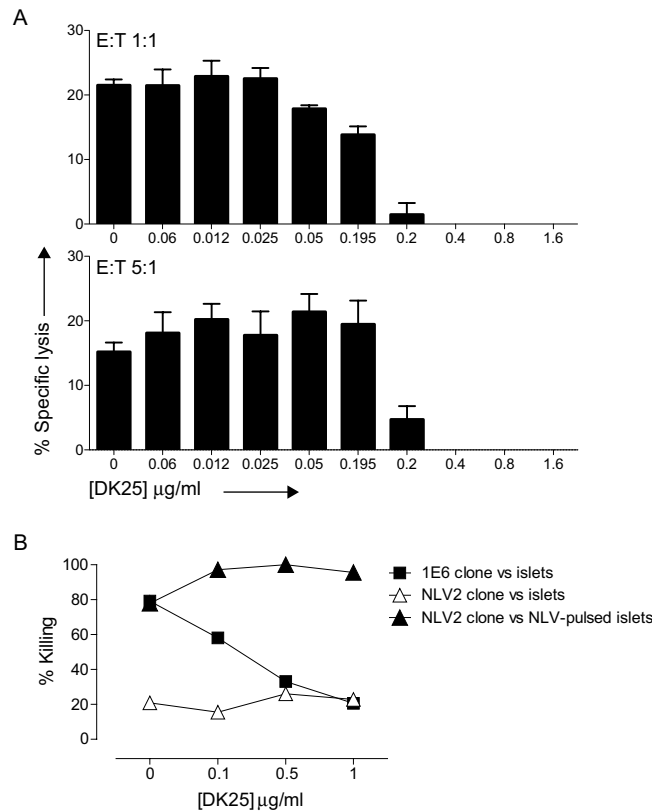 A
E:T 1:1
30
20
10
0
0 0.06 0.012 0.025 0.05 0.195 0.2 0.4 0.8 1.6
E:T 5:1
30
20
10
0
0 0.06 0.012 0.025 0.05 0.195 0.2 0.4 0.8 1.6
% Specific lysis
[DK25] μg/ml
B
100
80
60
40
20
0
% Killing
0 0.1 0.5 1
[DK25] μg/ml
1E6 clone vs islets
NLV2 clone vs islets
NLV2 clone vs NLV-pulsed islets